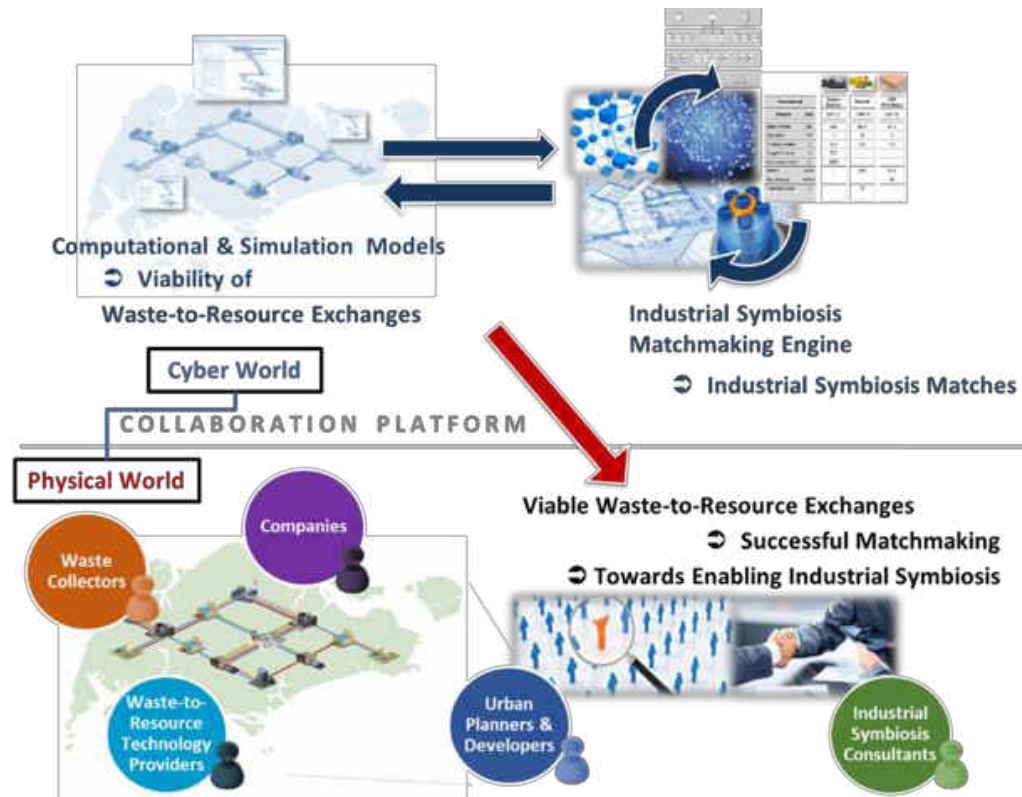 Computational & Simulation Models
➲ Viability of
Waste-to-Resource Exchanges
Industrial Symbiosis
Matchmaking Engine
➲ Industrial Symbiosis Matches
Cyber World
COLLABORATION PLATFORM
Physical World
Companies
Waste
Collectors
Viable Waste-to-Resource Exchanges
➲ Successful Matchmaking
➲ Towards Enabling Industrial Symbiosis
Waste-to-
Resource
Technology
Providers
Urban
Planners &
Developers
Industrial
Symbiosis
Consultants